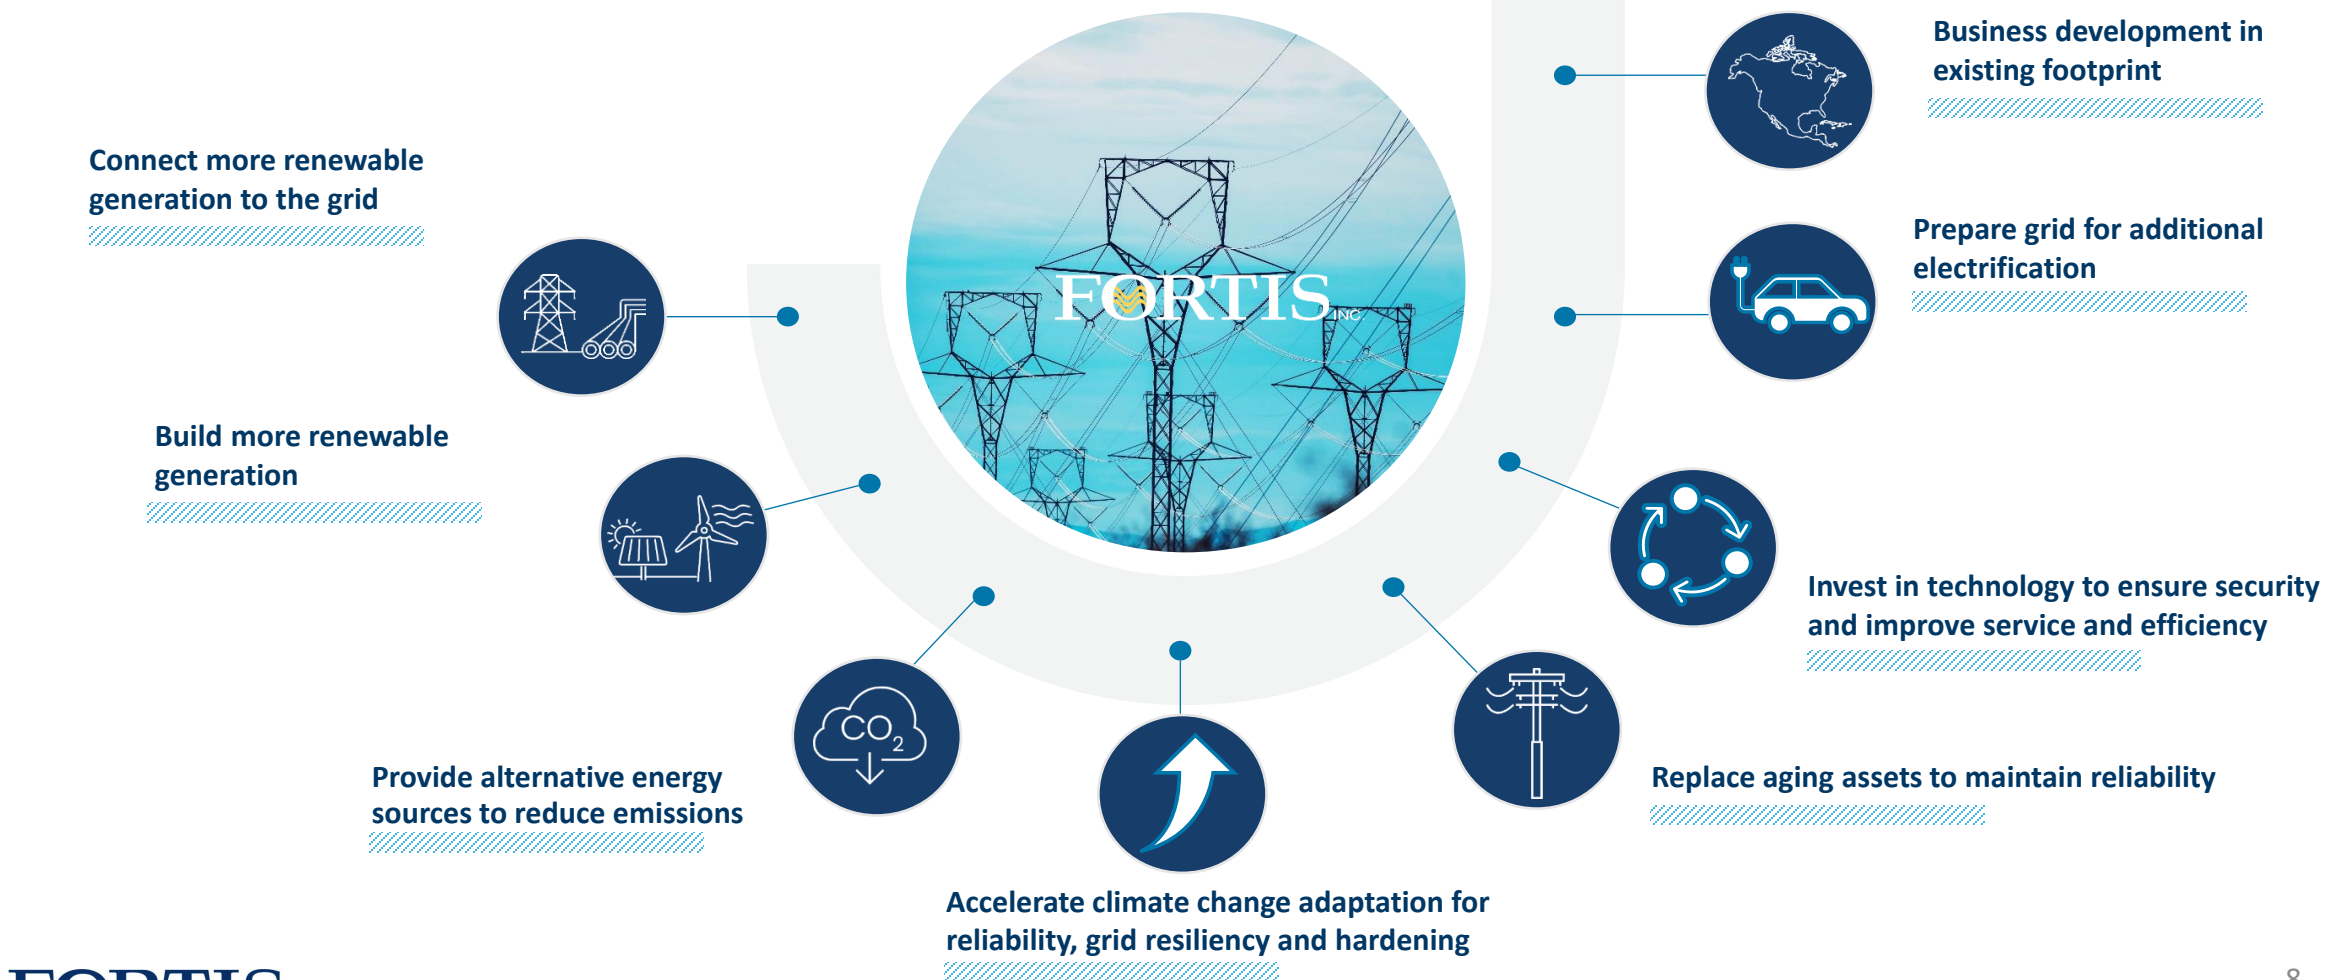 Business development in
existing footprint
Connect more renewable
generation to the grid
Prepare grid for additional
electrification
FORTIS INC.
Build more renewable
generation
Invest in technology to ensure security
and improve service and efficiency
CO2
Provide alternative energy
sources to reduce emissions
Replace aging assets to maintain reliability
Accelerate climate change adaptation for
reliability, grid resiliency and hardening
FORTIS
8